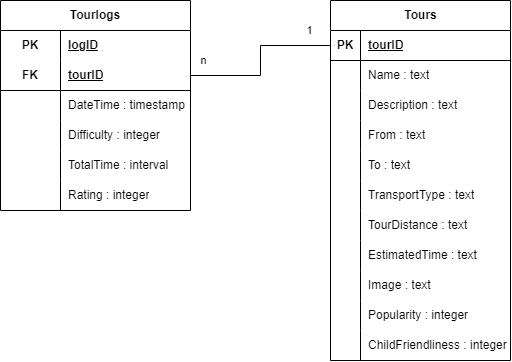 Tourlogs
PK logID
FK tourID
DateTime : timestamp
Difficulty : integer
TotalTime : interval
Rating : integer
n
1
Tours
PK tourID
Name : text
Description : text
From : text
To : text
TransportType : text
TourDistance : text
EstimatedTime : text
Image : text
Popularity : integer
ChildFriendliness : integer